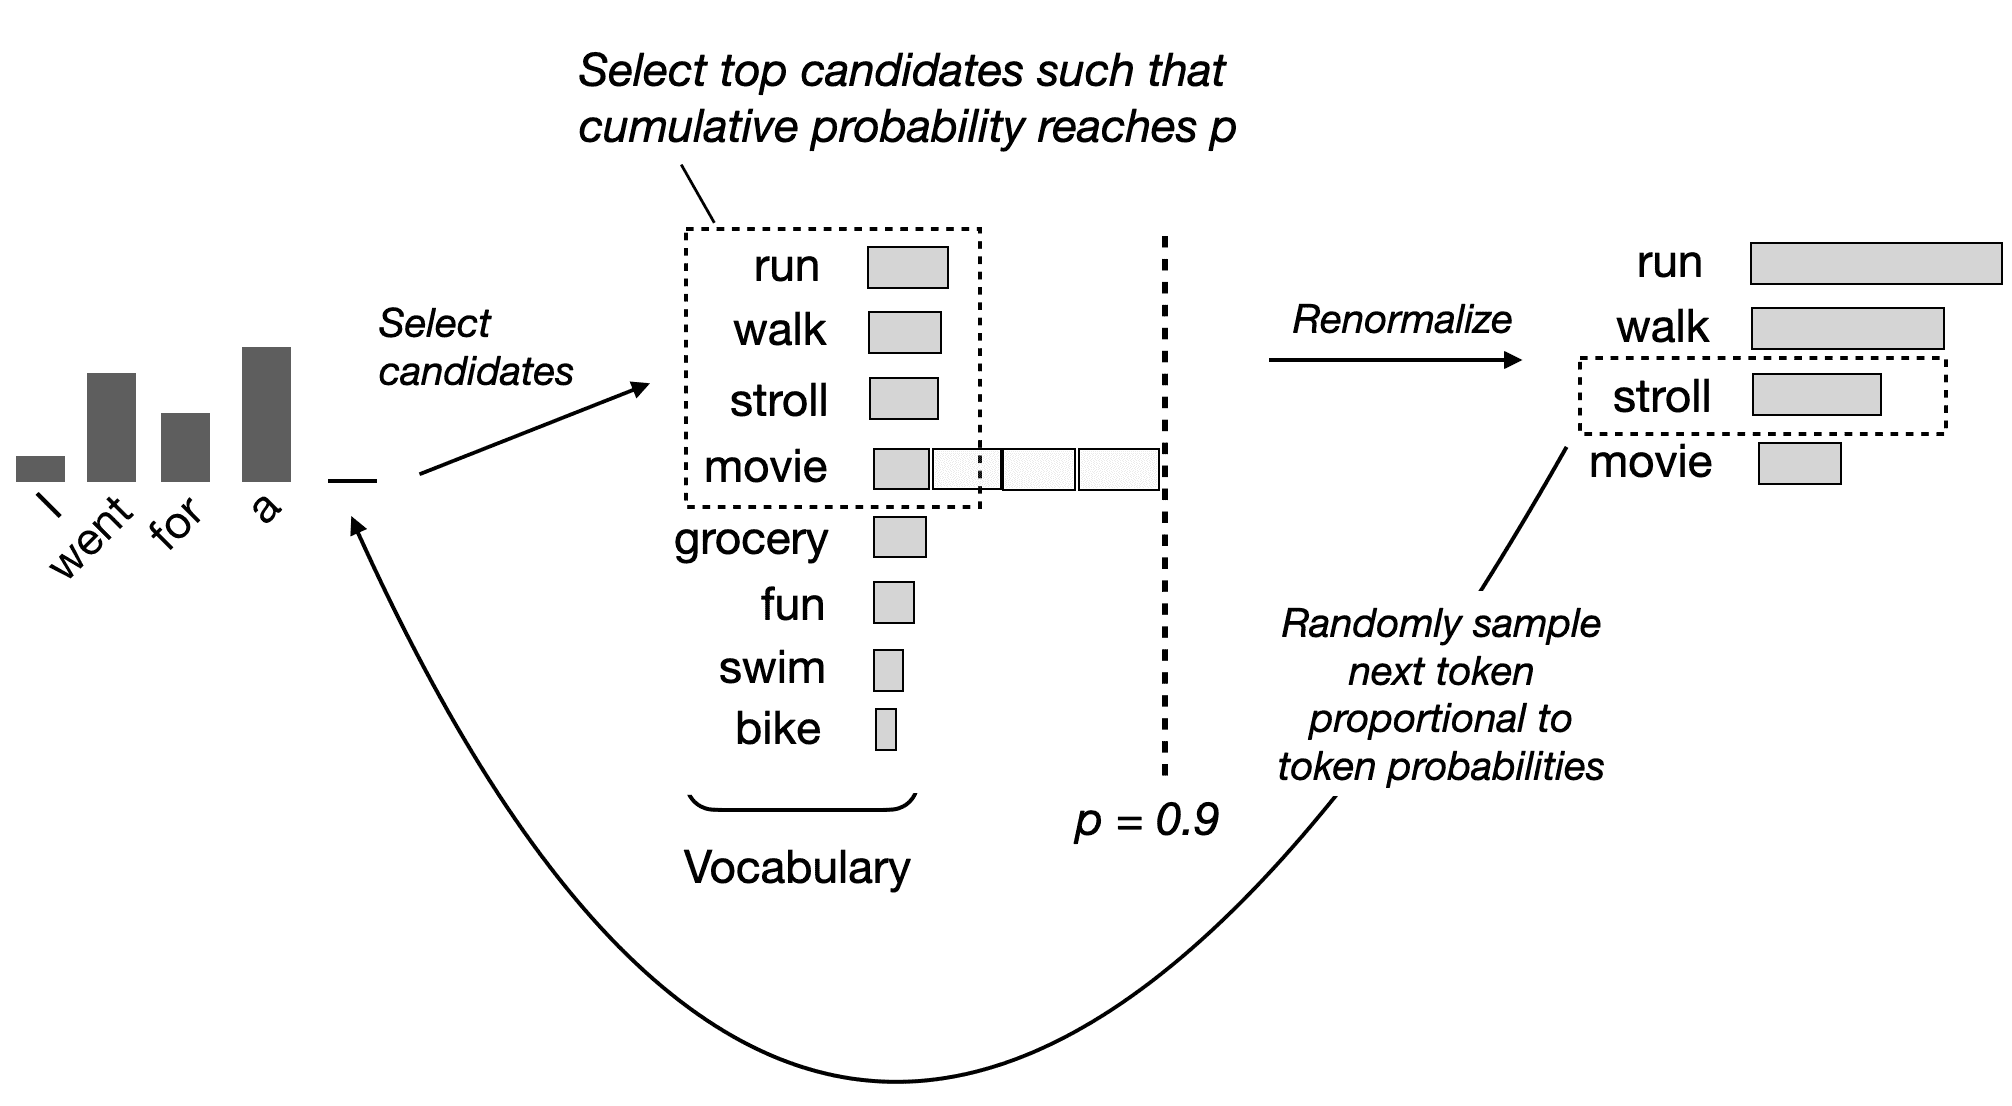 Select top candidates such that
cumulative probability reaches p
I
went
for
a
Select
candidates
run
walk
stroll
movie
grocery
fun
swim
bike
Vocabulary
p = 0.9
Renormalize
run
walk
stroll
movie
Randomly sample
next token
proportional to
token probabilities